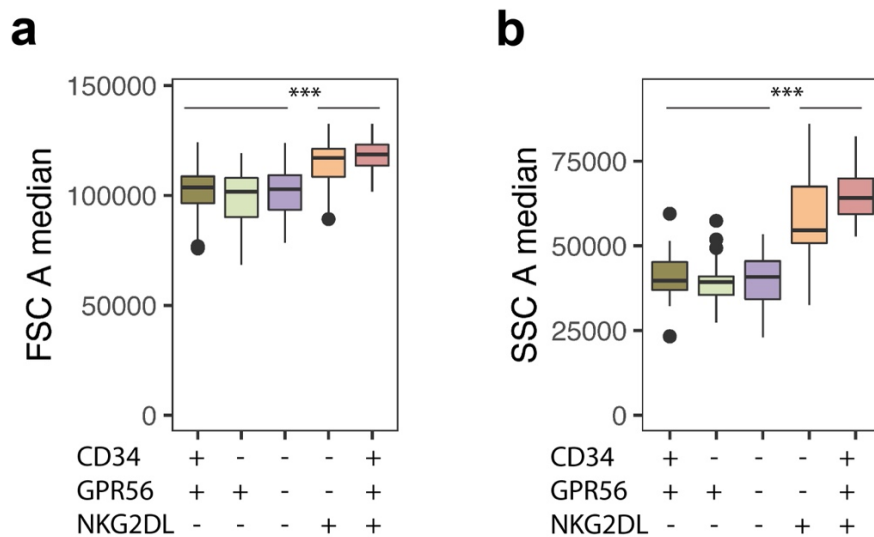 a
b
FSC A median
150000
100000
50000
0
***
CD34 + - - - +
GPR56 + + - - +
NKG2DL - - - + +
SSC A median
75000
50000
25000
0
***
CD34 + - - - +
GPR56 + + - - +
NKG2DL - - - + +